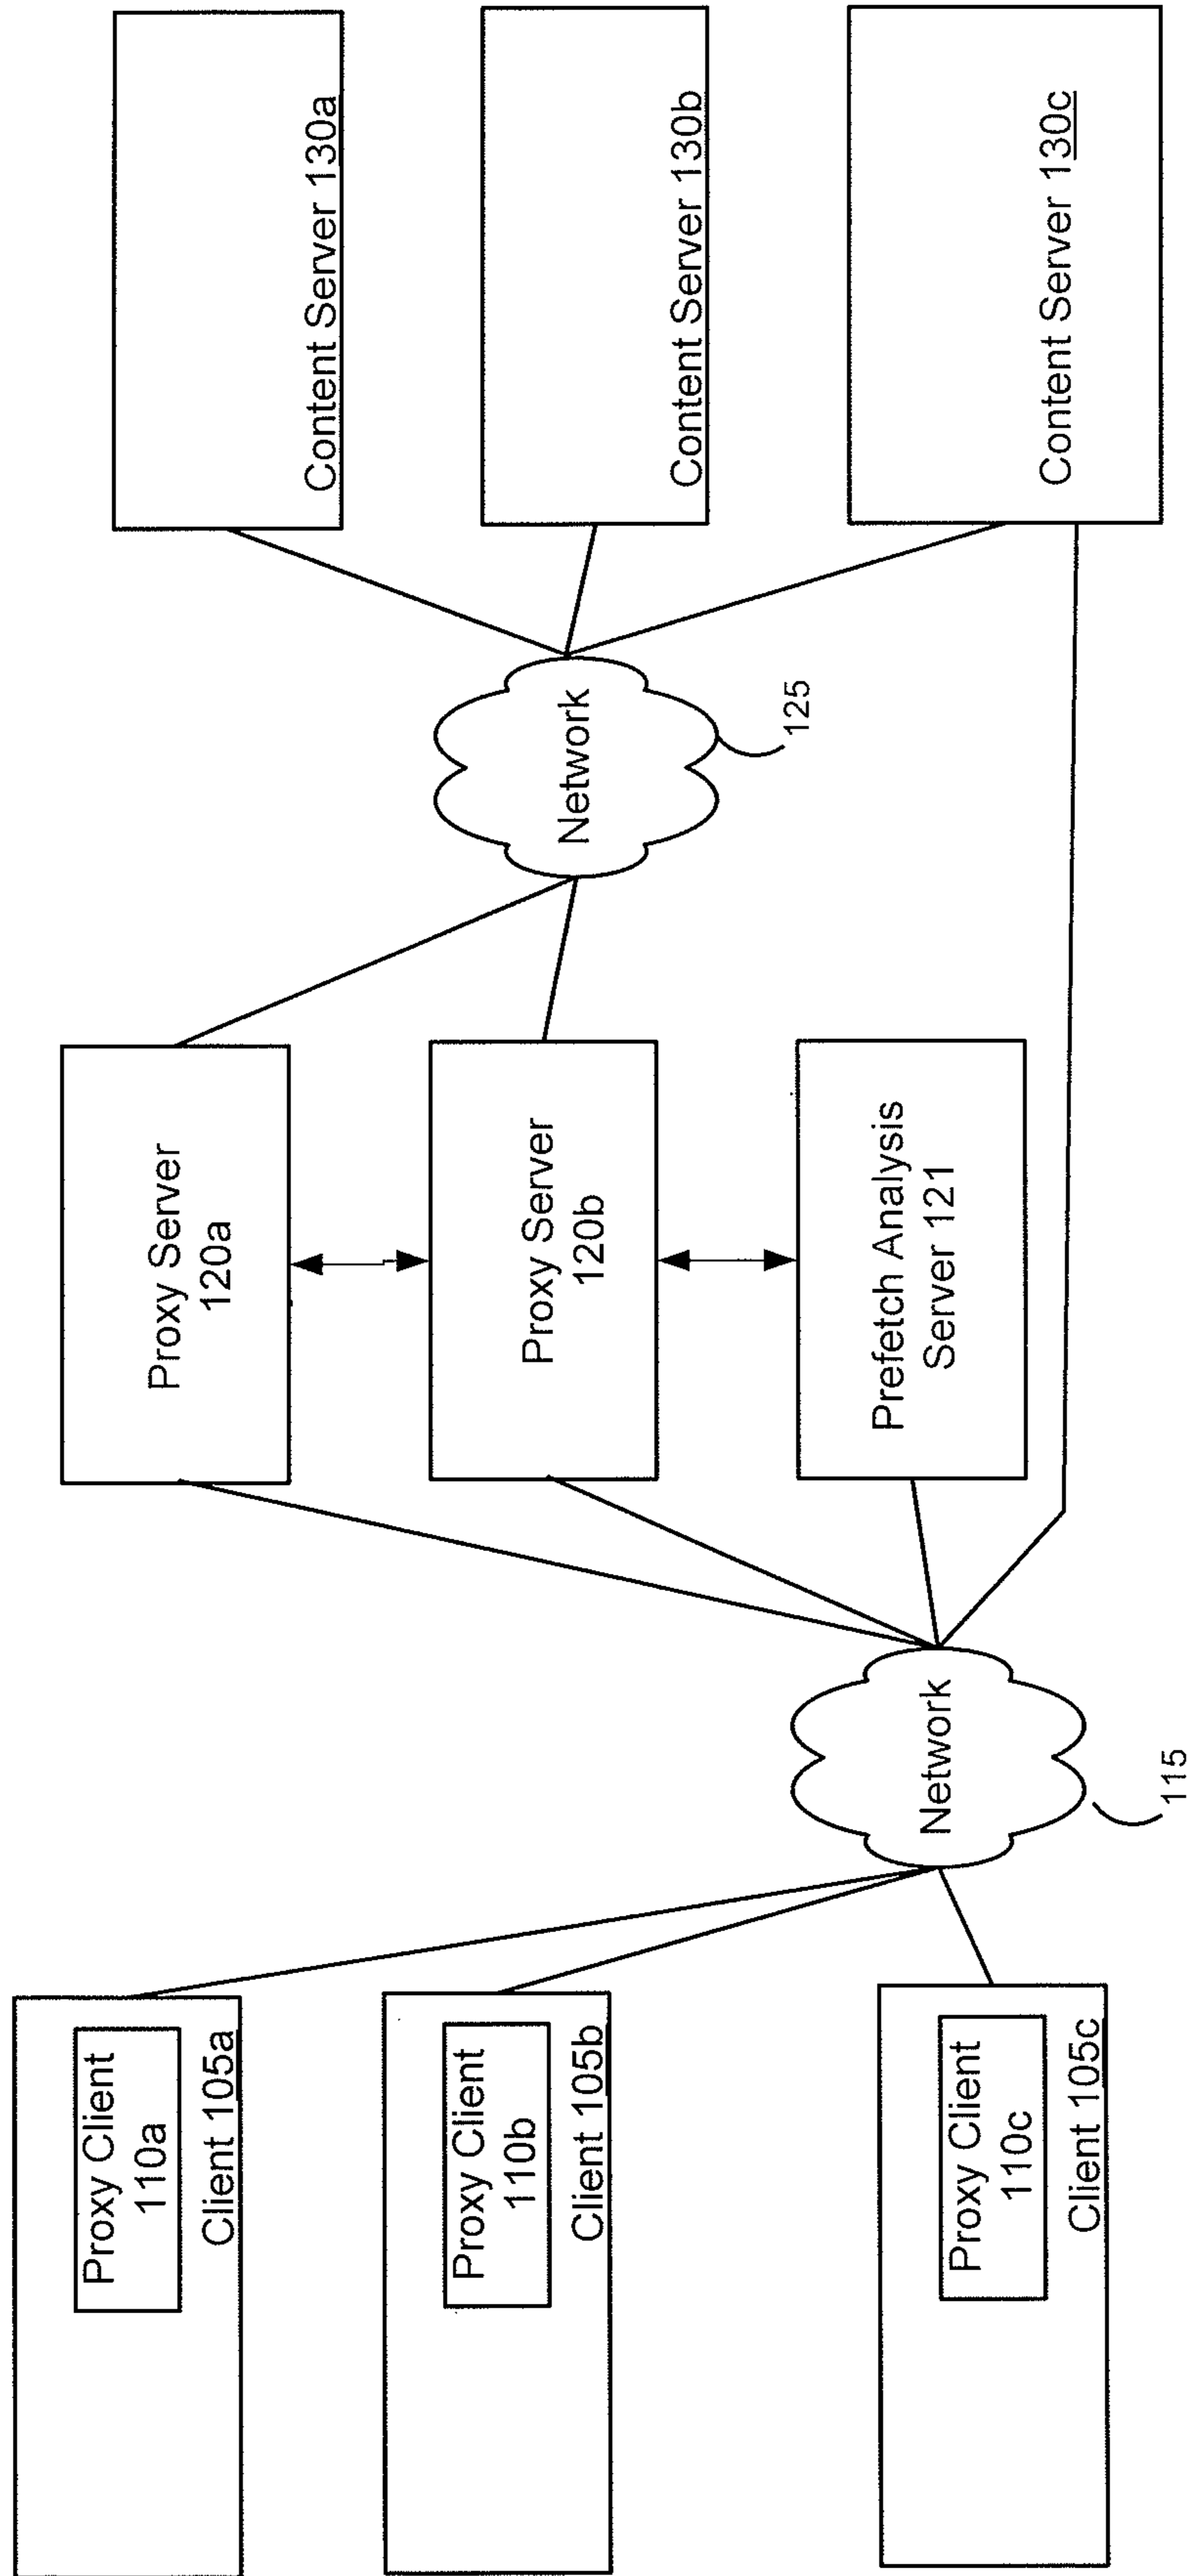 Proxy Client
110a
Client 105a
Proxy Client
110b
Client 105b
Proxy Client
110c
Client 105c
Network
115
Proxy Server
120a
Proxy Server
120b
Prefetch Analysis
Server 121
Network
125
Content Server 130a
Content Server 130b
Content Server 130c